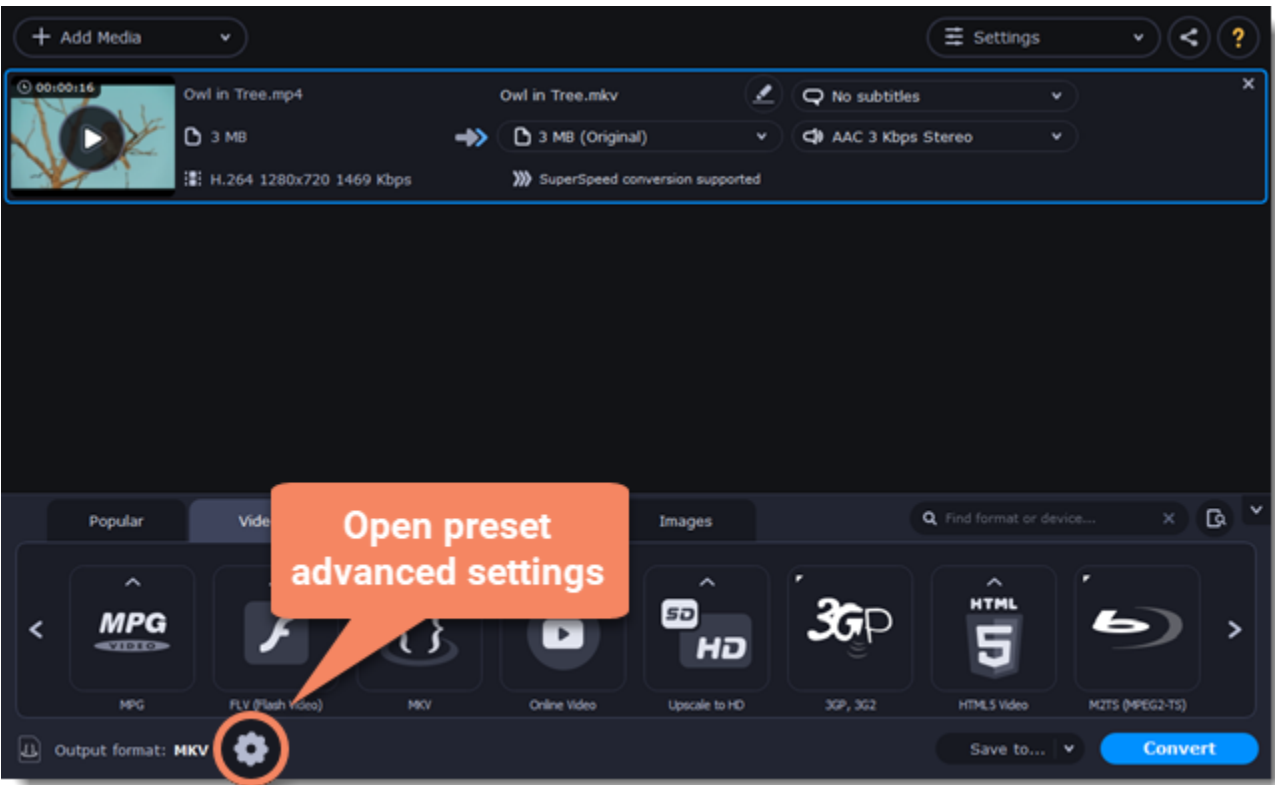 Add Media
Settings
?
00:00:16
Owl in Tree.mp4
Owl in Tree.mkv
No subtitles
3 MB
3 MB (Original)
AAC 3 Kbps Stereo
H.264 1280x720 1469 Kbps
SuperSpeed conversion supported
Popular
Vide
Images
Find format or device...
Open preset
advanced settings
MPG
VIDEO
{ }
SD
HD
3GP
HTML
5
MPG
FLV (Flash Video)
MKV
Online Video
Upscale to HD
3GP, 3G2
HTML5 Video
M2TS (MPEG2-TS)
Output format: MKV
Save to...
Convert